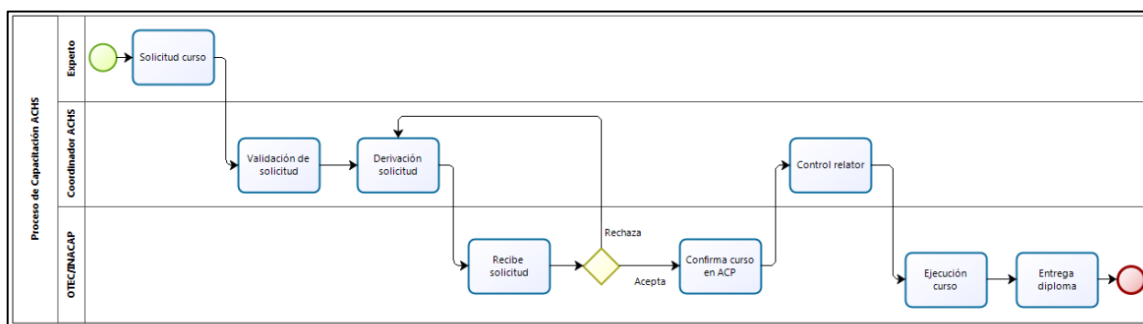 Proceso de Capacitación ACHS
Experto
Solicitud curso
Coordinador ACHS
Validación de
solicitud
Derivación
solicitud
Control relator
OTEC/INACAP
Recibe
solicitud
Rechaza
Acepta
Confirma curso
en ACP
Ejecución
curso
Entrega
diploma